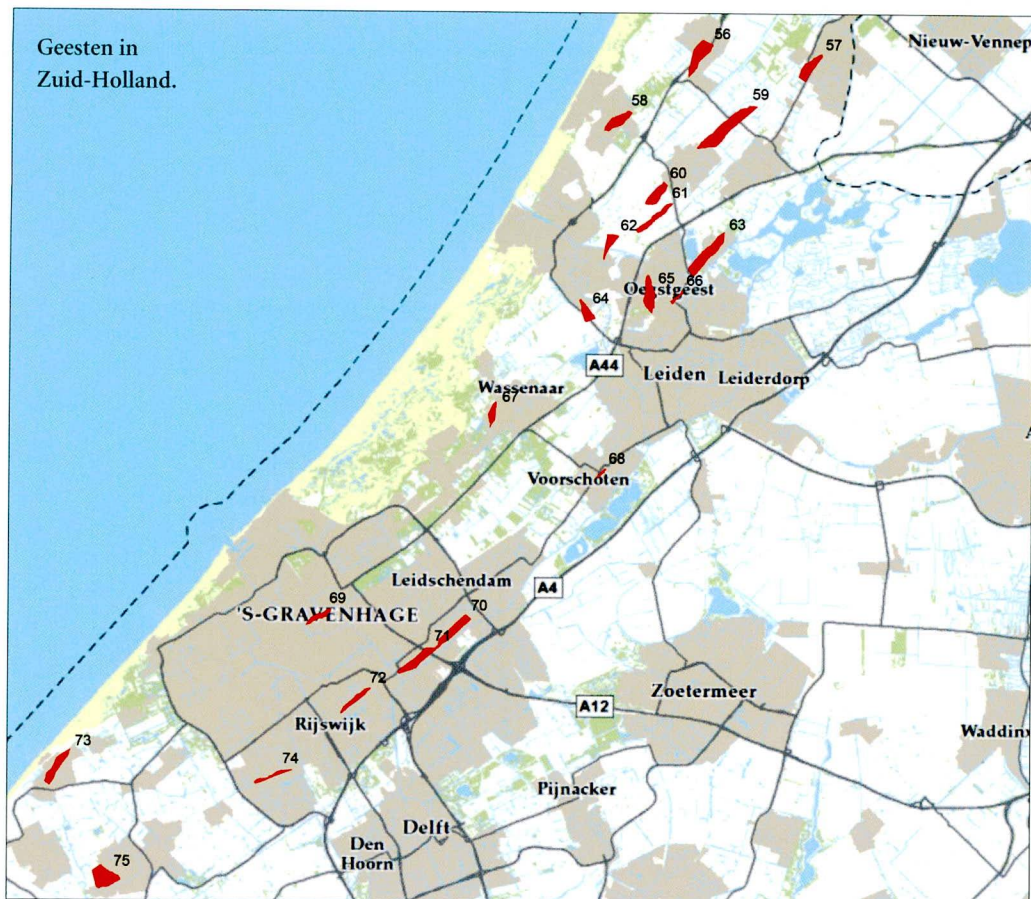 Geesten in
Zuid-Holland.
56
57
Nieuw-Vennep
58
59
60
61
62
63
64
65
66
Oegstgeest
A44
Leiden
Leiderdorp
Wassenaar
67
68
Voorschoten
Leidschendam
A4
69
70
'S-GRAVENHAGE
71
72
Zoetermeer
A12
Rijswijk
Waddinx
73
74
Pijnacker
Delft
Den
Hoorn
75